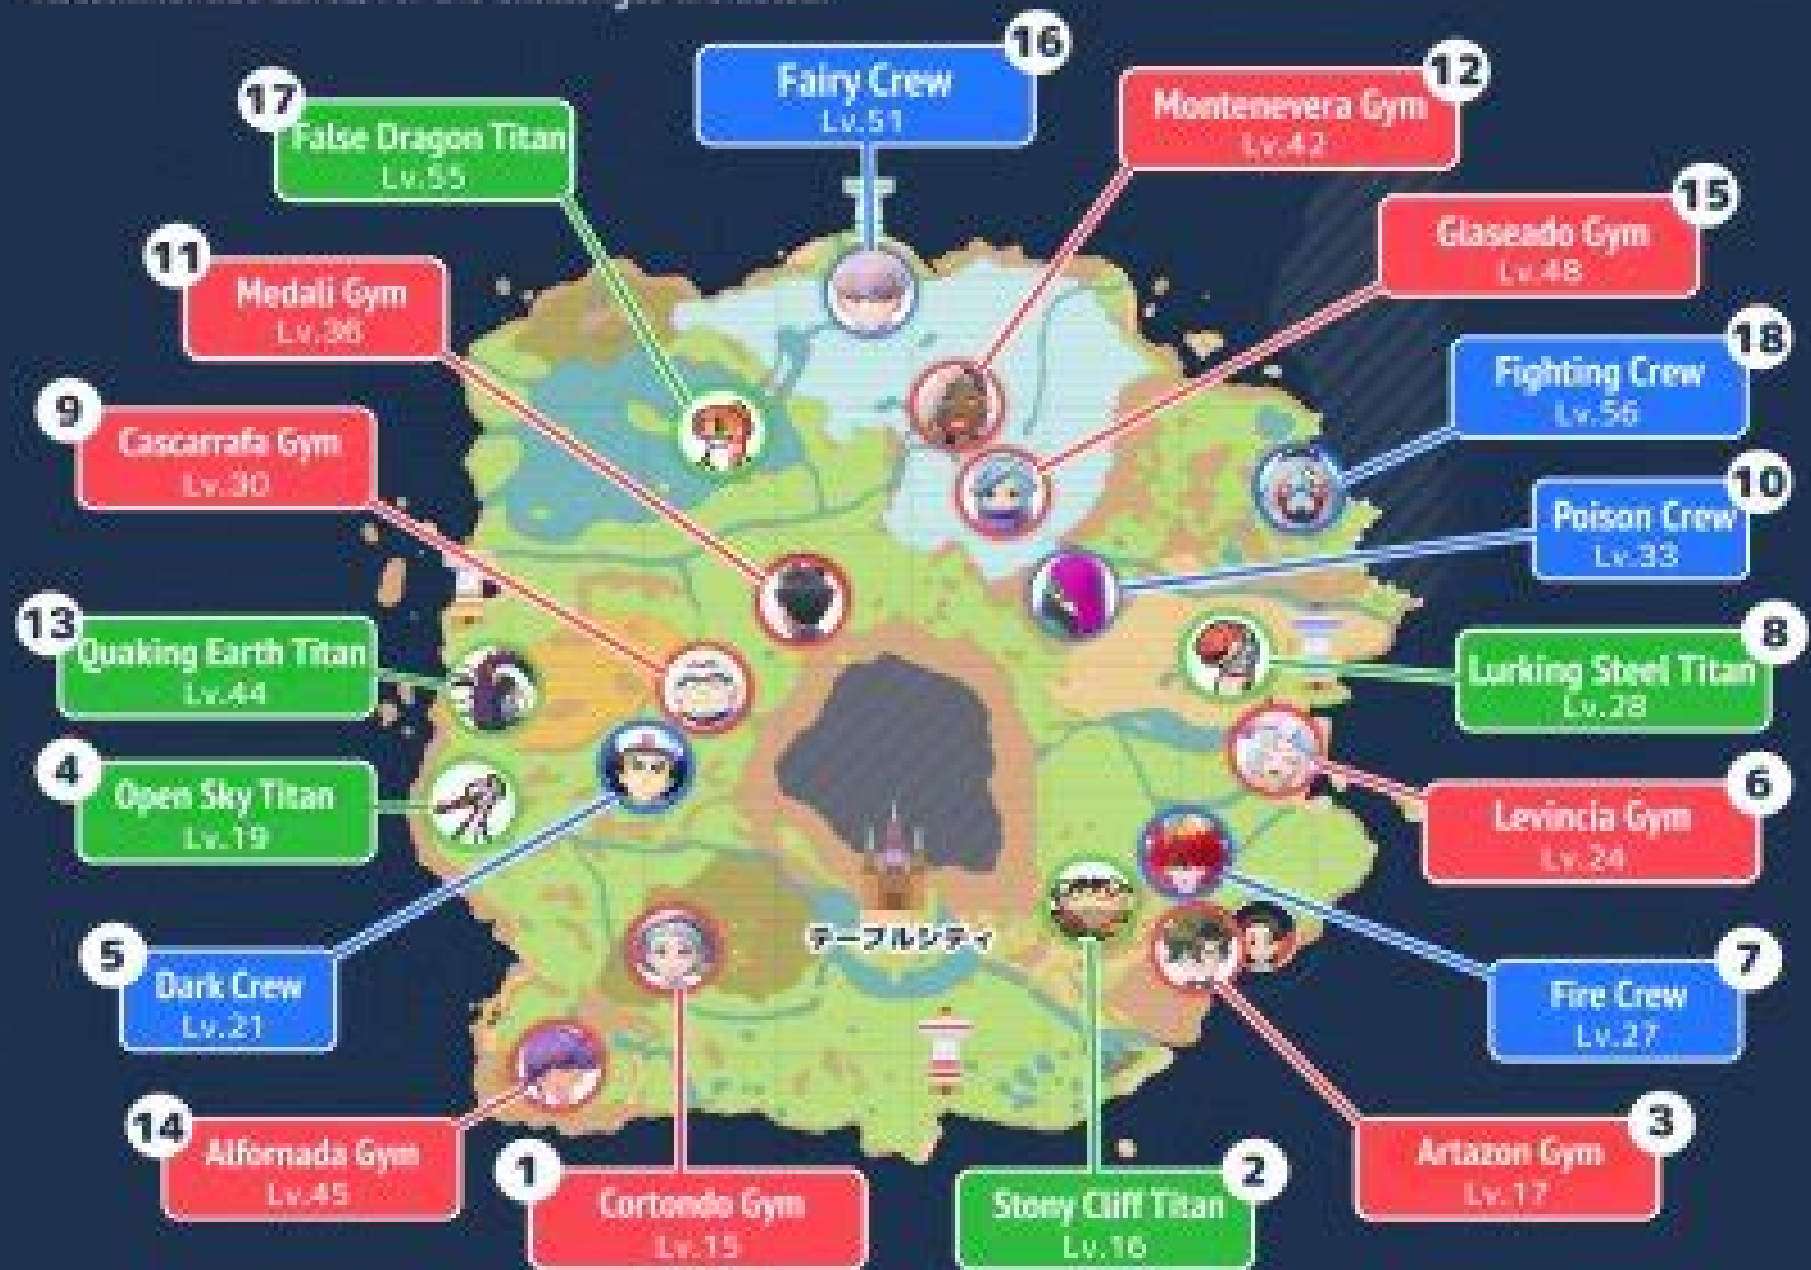 16
Fairy Crew
Lv.51
12
Montenevera Gym
Lv.42
17
False Dragon Titan
Lv.55
15
Glaseado Gym
Lv.48
11
Medali Gym
Lv.36
18
Fighting Crew
Lv.56
9
Cascarrafa Gym
Lv.30
10
Poison Crew
Lv.33
13
Quaking Earth Titan
Lv.44
8
Lurking Steel Titan
Lv.28
4
Open Sky Titan
Lv.19
6
Levincia Gym
Lv.24
テーブルシティ
5
Dark Crew
Lv.21
7
Fire Crew
Lv.27
14
Alfornada Gym
Lv.45
1
Cortondo Gym
Lv.15
2
Stony Cliff Titan
Lv.16
3
Artazon Gym
Lv.17